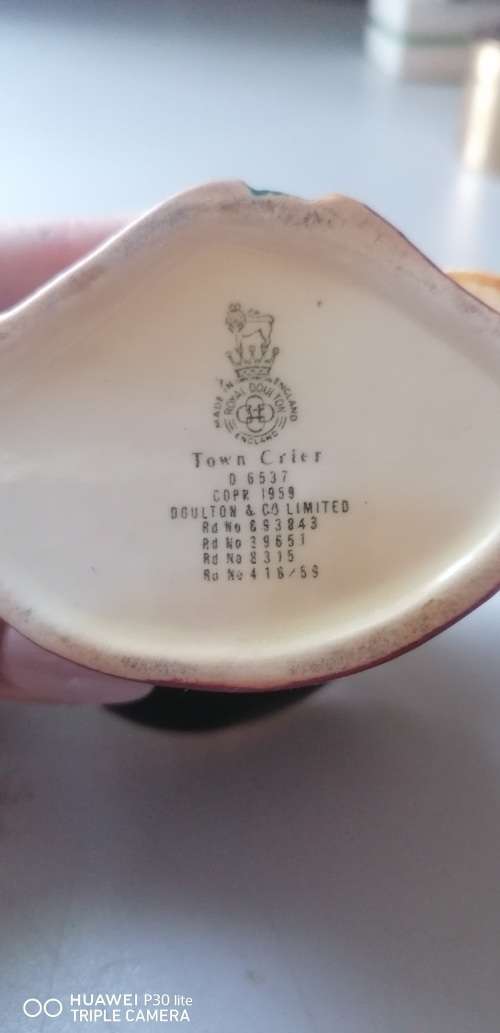 MADE IN ENGLAND
ROYAL DOULTON
ENGLAND
Town Crier
D 6537
COPR 1959
DOULTON & CO LIMITED
Rd No 893843
Rd No 39651
Rd No 8315
Rd No 418/59
HUAWEI P30 lite
TRIPLE CAMERA